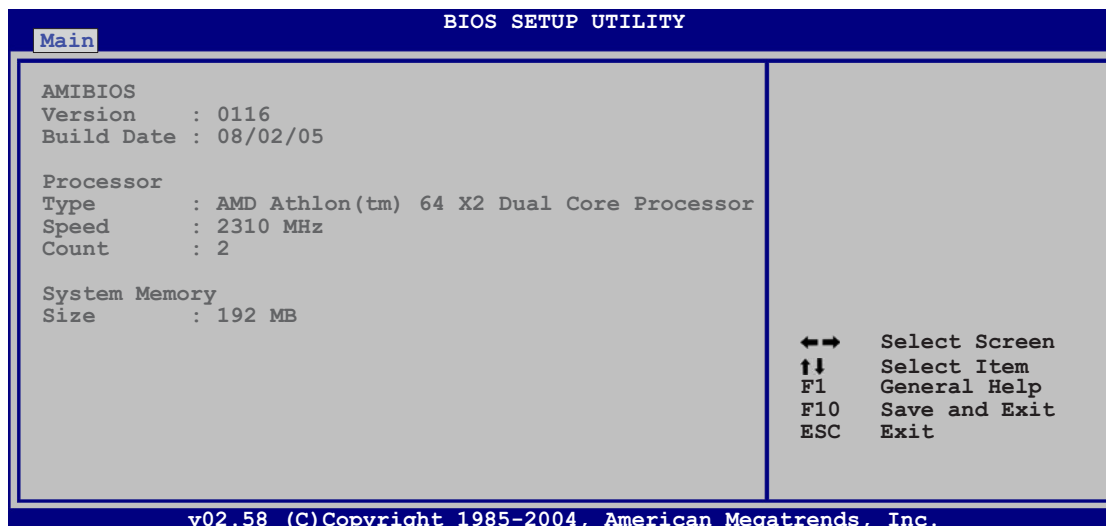 BIOS SETUP UTILITY
Main
AMIBIOS
Version : 0116
Build Date : 08/02/05
Processor
Type : AMD Athlon(tm) 64 X2 Dual Core Processor
Speed : 2310 MHz
Count : 2
System Memory
Size : 192 MB
←→ Select Screen
↑↓ Select Item
F1 General Help
F10 Save and Exit
ESC Exit
v02.58 (C)Copyright 1985-2004, American Megatrends, Inc.